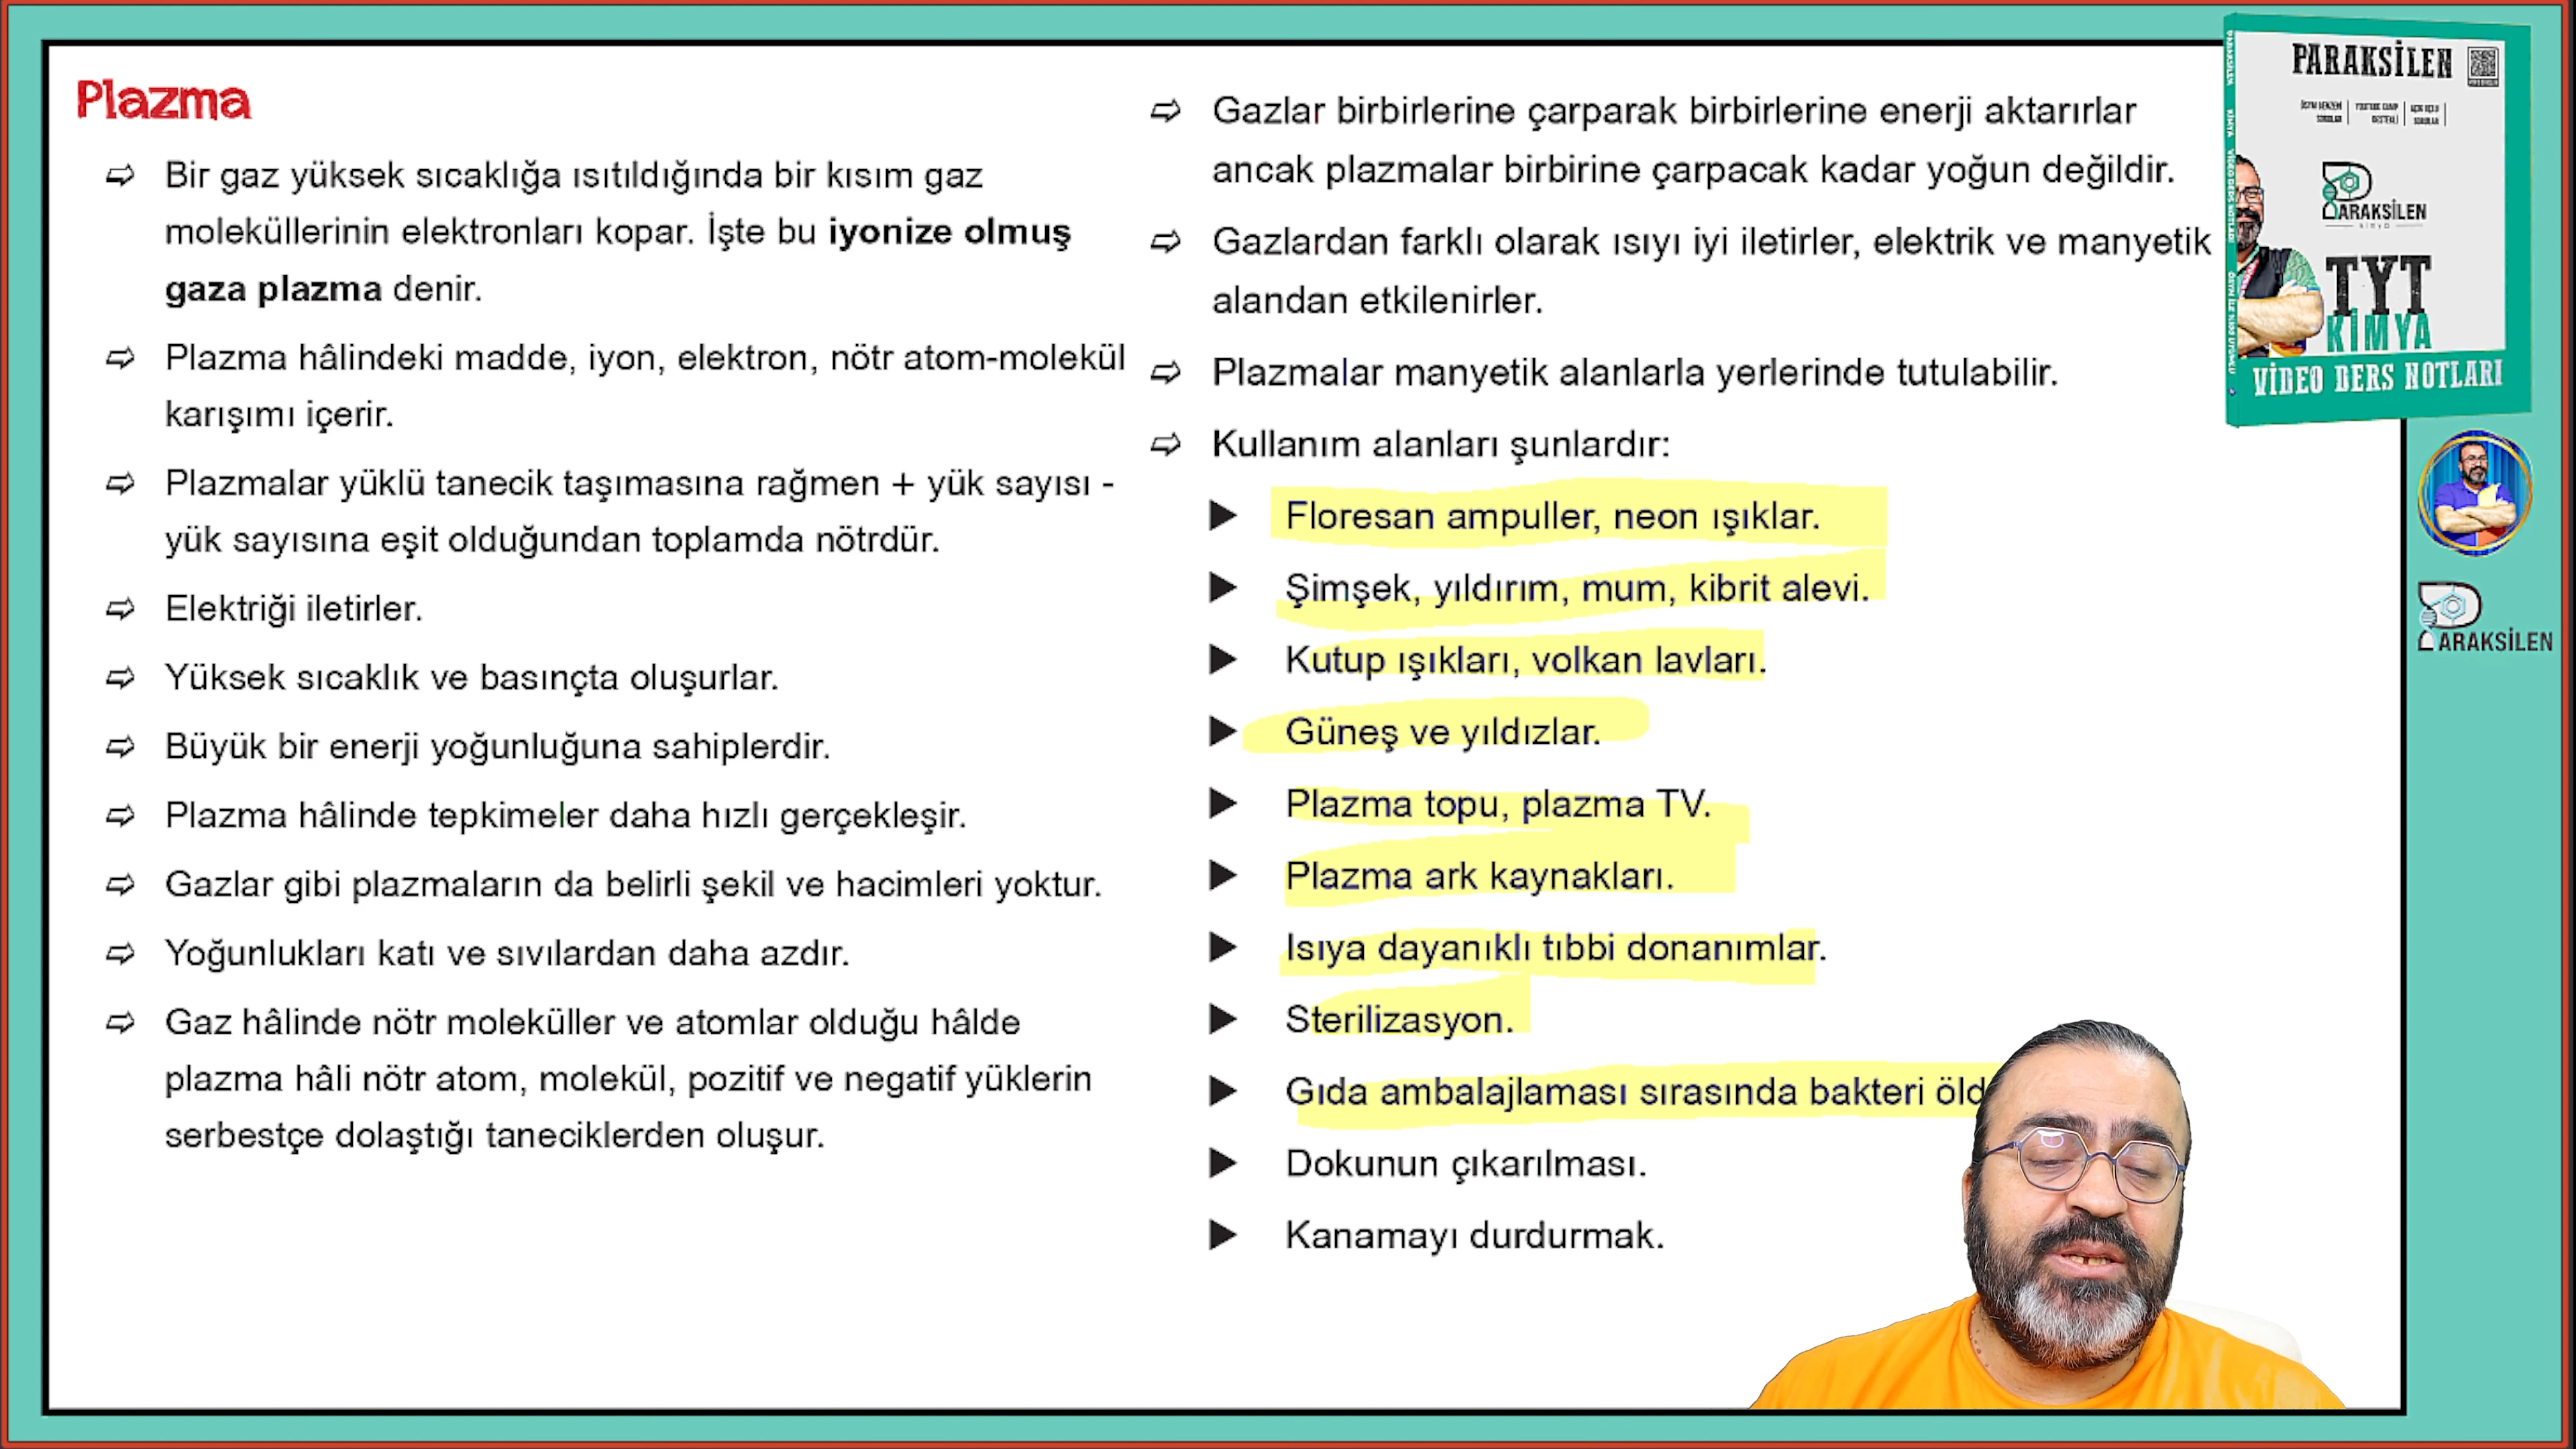 Plazma
⇨ Bir gaz yüksek sıcaklığa ısıtıldığında bir kısım gaz
moleküllerinin elektronları kopar. İşte bu iyonize olmuş
gaza plazma denir.
⇨ Plazma hâlindeki madde, iyon, elektron, nötr atom-molekül
karışımı içerir.
⇨ Plazmalar yüklü tanecik taşımasına rağmen + yük sayısı -
yük sayısına eşit olduğundan toplamda nötrdür.
⇨ Elektriği iletirler.
⇨ Yüksek sıcaklık ve basınçta oluşurlar.
⇨ Büyük bir enerji yoğunluğuna sahiplerdir.
⇨ Plazma hâlinde tepkimeler daha hızlı gerçekleşir.
⇨ Gazlar gibi plazmaların da belirli şekil ve hacimleri yoktur.
⇨ Yoğunlukları katı ve sıvılardan daha azdır.
⇨ Gaz hâlinde nötr moleküller ve atomlar olduğu hâlde
plazma hâli nötr atom, molekül, pozitif ve negatif yüklerin
serbestçe dolaştığı taneciklerden oluşur.
⇨ Gazlar birbirlerine çarparak birbirlerine enerji aktarırlar
ancak plazmalar birbirine çarpacak kadar yoğun değildir.
⇨ Gazlardan farklı olarak ısıyı iyi iletirler, elektrik ve manyetik
alandan etkilenirler.
⇨ Plazmalar manyetik alanlarla yerlerinde tutulabilir.
⇨ Kullanım alanları şunlardır:
▶ Floresan ampuller, neon ışıklar.
▶ Şimşek, yıldırım, mum, kibrit alevi.
▶ Kutup ışıkları, volkan lavları.
▶ Güneş ve yıldızlar.
▶ Plazma topu, plazma TV.
▶ Plazma ark kaynakları.
▶ Isıya dayanıklı tıbbi donanımlar.
▶ Sterilizasyon.
▶ Gıda ambalajlaması sırasında bakteri öld
▶ Dokunun çıkarılması.
▶ Kanamayı durdurmak.
PARAKSİLEN
PARAKSİLEN
kimya
TYT
KİMYA
VİDEO DERS NOTLARI
PARAKSİLEN